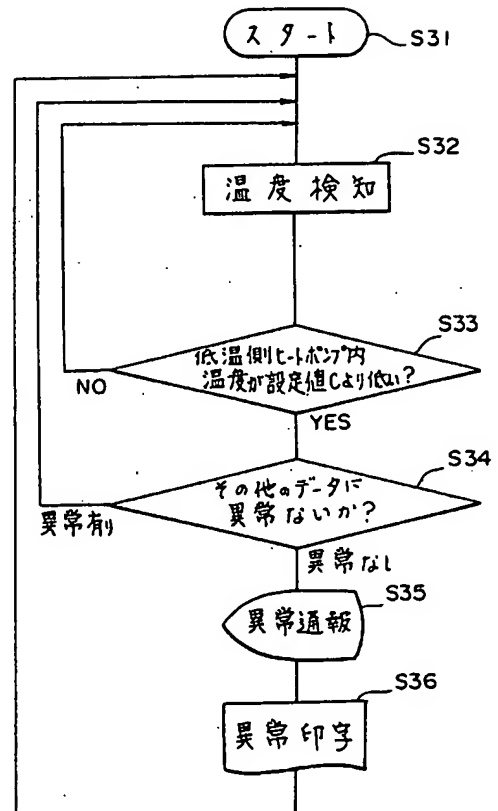 スタート
S31
S32
温度検知
S33
低温側ヒートポンプ内
温度が設定値Cより低い?
NO
YES
S34
その他のデータに
異常ないか?
異常有り
異常なし
S35
異常通報
S36
異常印字